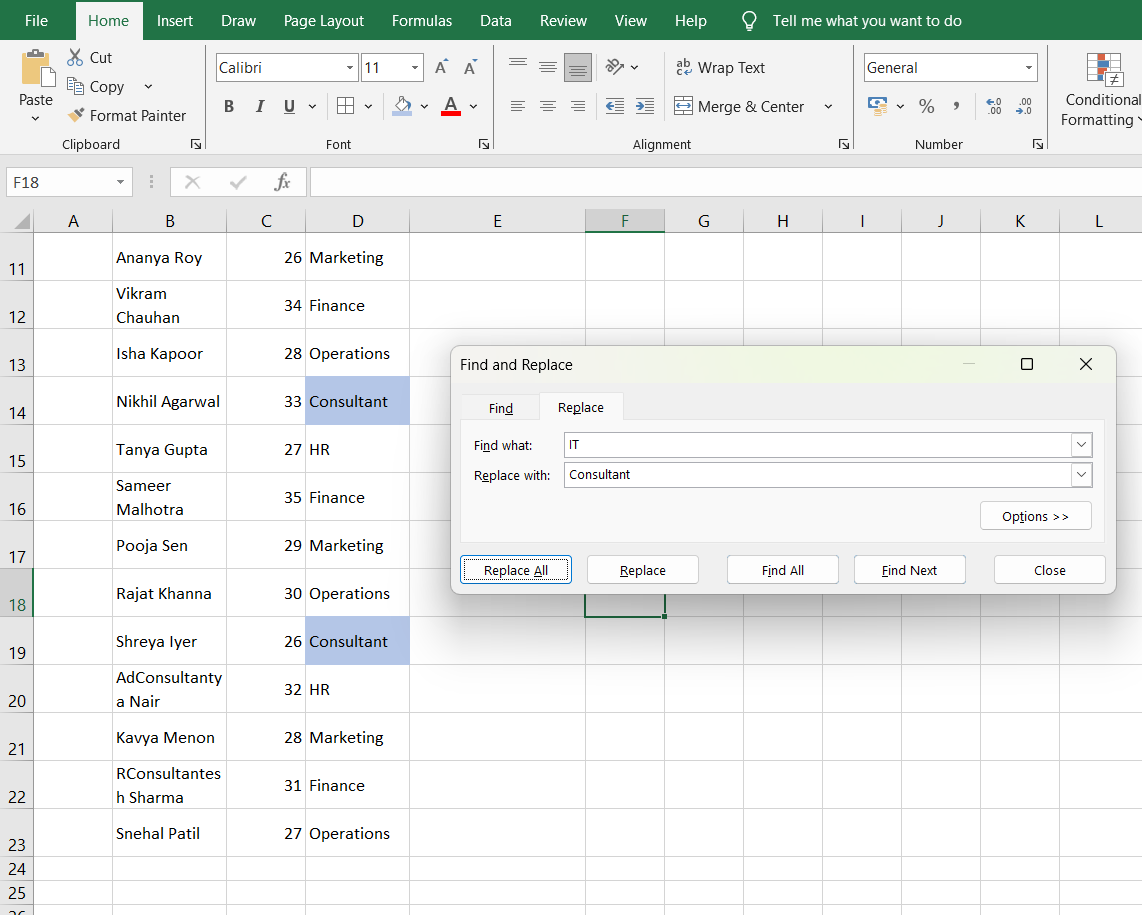 File Home Insert Draw Page Layout Formulas Data Review View Help Tell me what you want to do
Cut
Copy
Format Painter
Paste
Clipboard
Calibri 11
B I U A
Font
Wrap Text
Merge & Center
Alignment
General
% ,
Number
Conditional
Formatting
F18 fx
A B C D E F G H I J K L
11 Ananya Roy 26 Marketing
12 Vikram
Chauhan 34 Finance
13 Isha Kapoor 28 Operations
14 Nikhil Agarwal 33 Consultant
15 Tanya Gupta 27 HR
16 Sameer
Malhotra 35 Finance
17 Pooja Sen 29 Marketing
18 Rajat Khanna 30 Operations
19 Shreya Iyer 26 Consultant
20 AdConsultanty
a Nair 32 HR
21 Kavya Menon 28 Marketing
22 RConsultantes
h Sharma 31 Finance
23 Snehal Patil 27 Operations
24
25
Find and Replace
Find Replace
Find what: IT
Replace with: Consultant
Options >>
Replace All Replace Find All Find Next Close